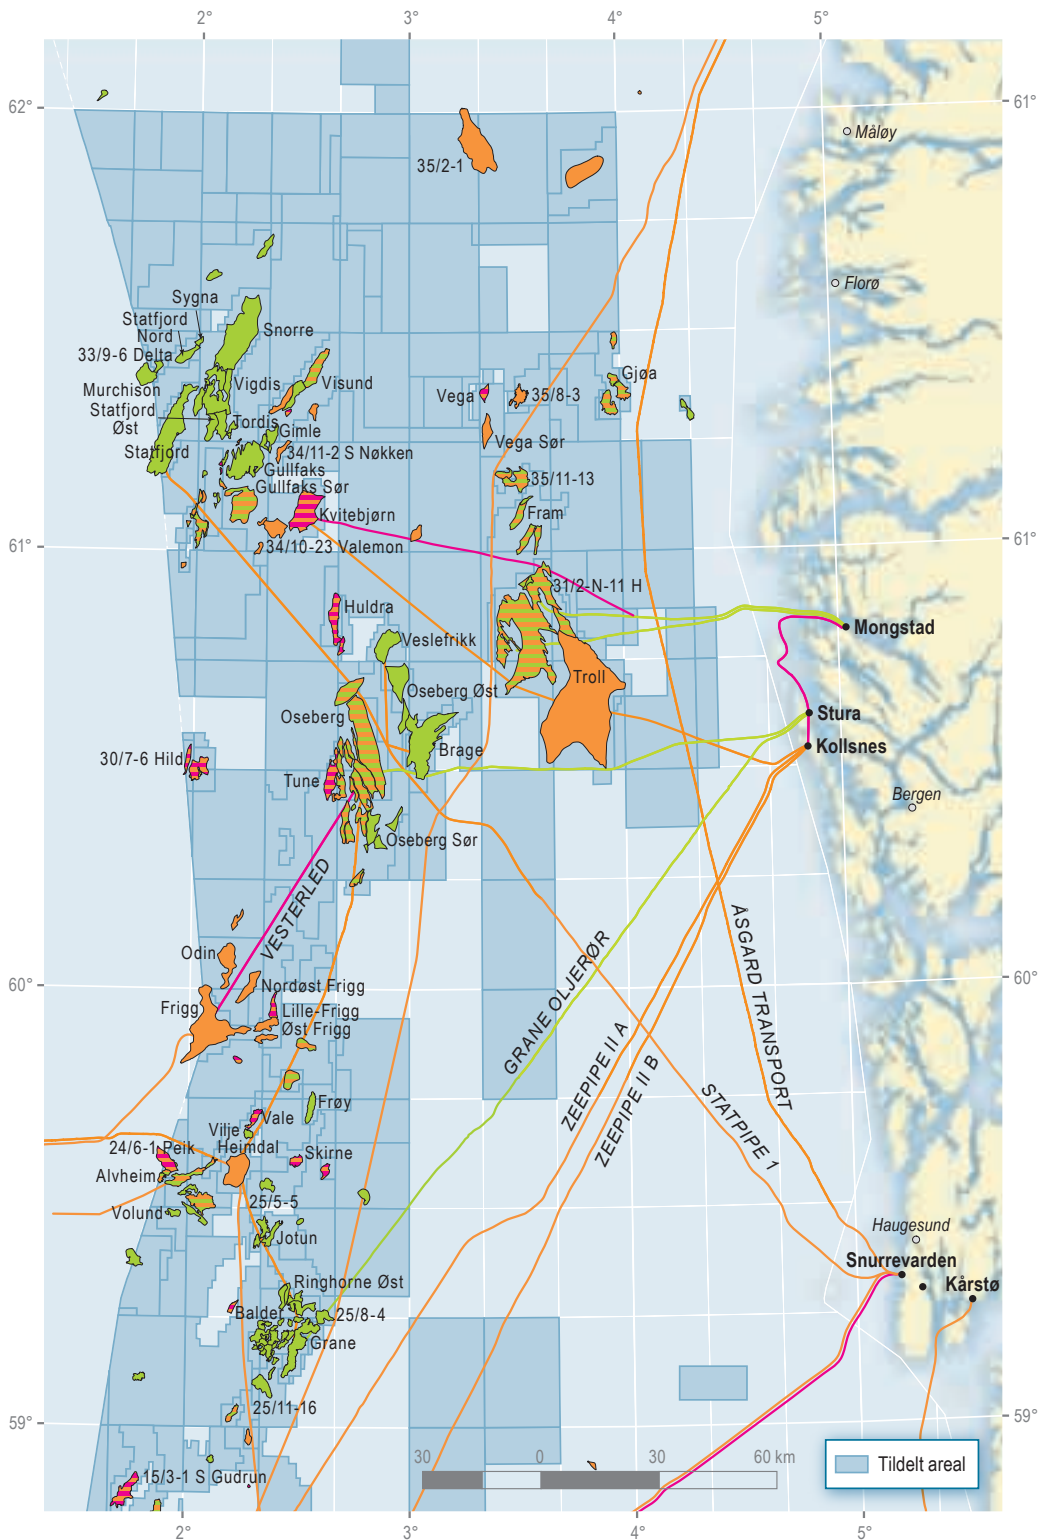 2°
3°
4°
5°
62°
61°
Måløy
35/2-1
Florø
Sygna
Statfjord
Nord
33/9-6 Delta
Snorre
Murchison
Vigdis
Visund
Statfjord
Øst
Tordis
Gimle
Statfjord
34/11-2 S Nøkken
Gullfaks
Gullfaks Sør
Kvitebjørn
34/10-23 Valemon
Vega
35/8-3
Gjøa
Vega Sør
35/11-13
Fram
61°
61°
31/2-N-11 H
Huldra
Veslefrikk
Mongstad
Troll
Oseberg Øst
Oseberg
Stura
Brage
Kollsnes
30/7-6 Hild
Tune
Bergen
Oseberg Sør
VESTERLED
ÅSGARD TRANSPORT
GRANE OLJERØR
ZEEPIPE II A
ZEEPIPE II B
STATPIPE 1
Odin
60°
60°
Nordøst Frigg
Frigg
Lille-Frigg
Øst Frigg
Frøy
Vale
Vilje
24/6-1 Peik
Heimdal
Skirne
Alvheim
25/5-5
Volund
Jotun
Haugesund
Snurrevarden
Kårstø
Ringhorne Øst
Balder
25/8-4
Grane
25/11-16
59°
59°
30
0
30
60 km
Tildelt areal
15/3-1 S Gudrun
2°
3°
4°
5°